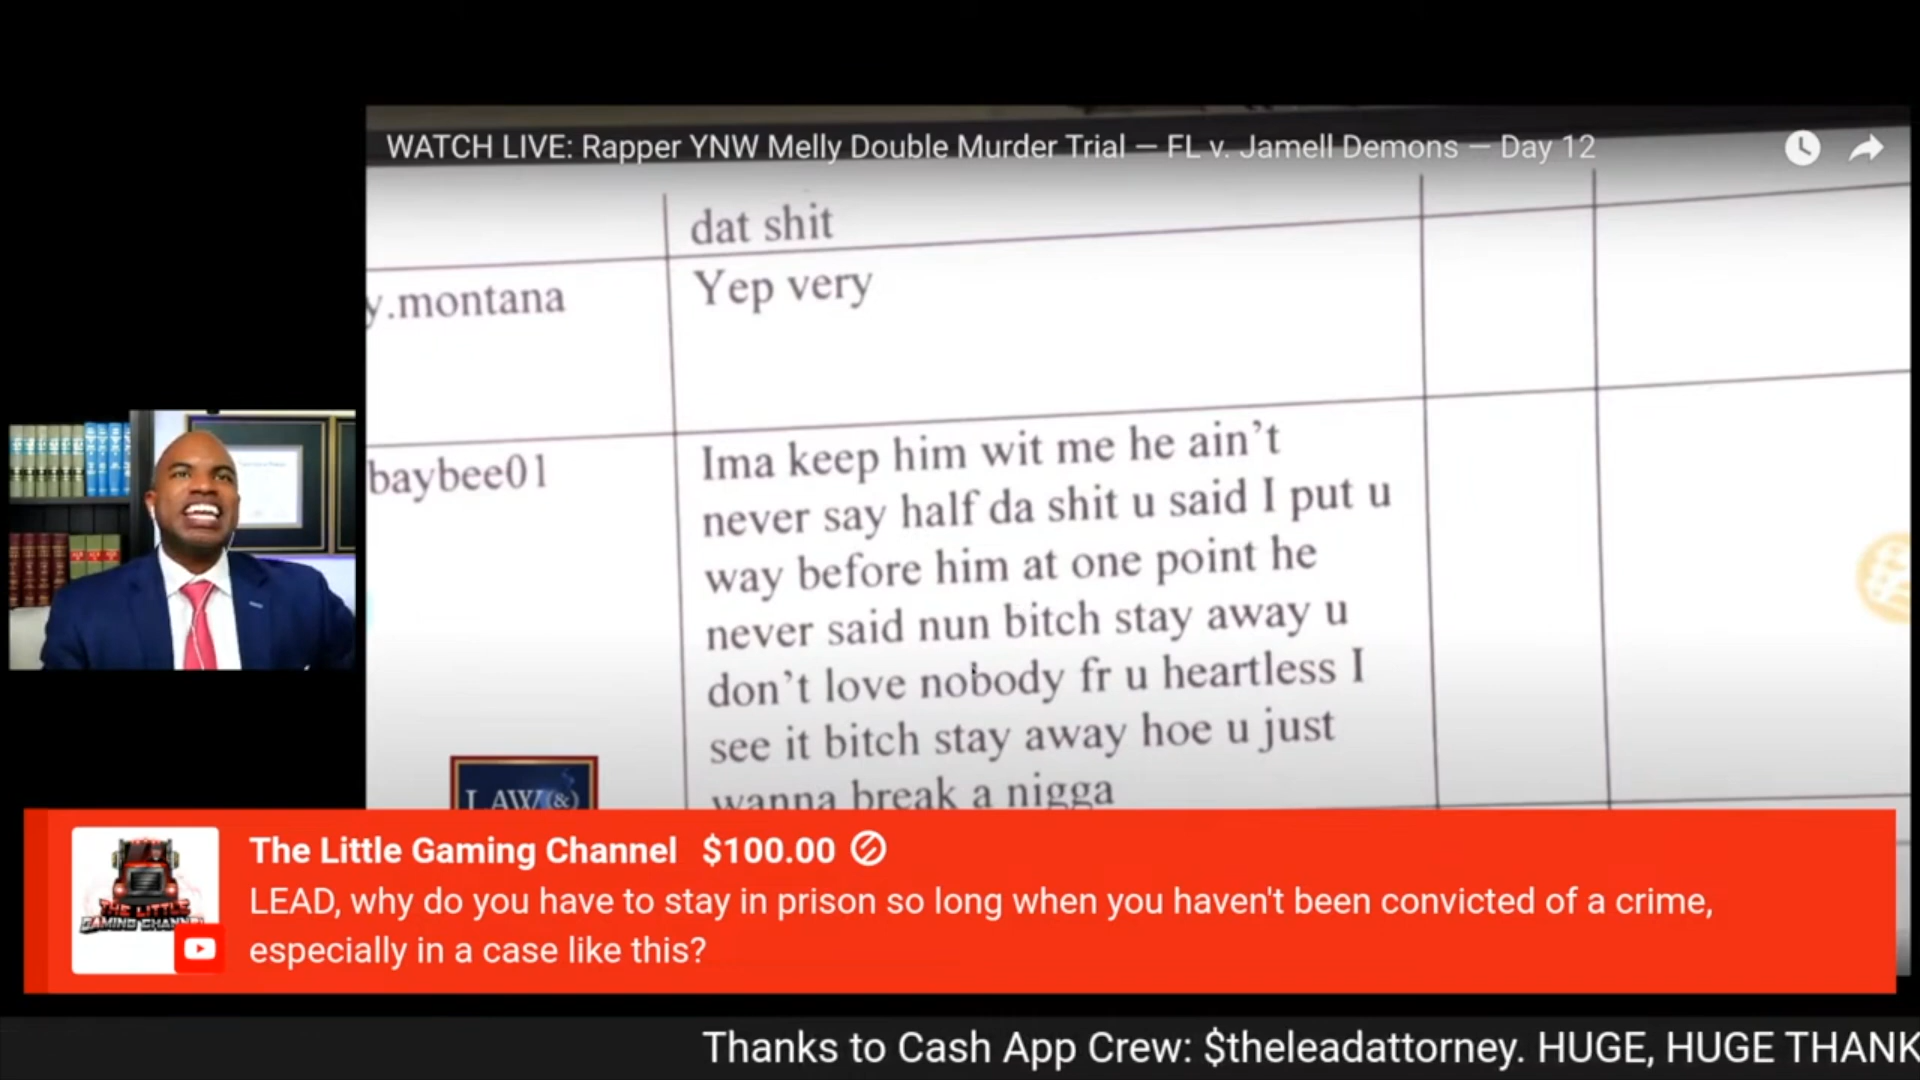 WATCH LIVE: Rapper YNW Melly Double Murder Trial — FL v. Jamell Demons — Day 12
dat shit
y.montana
Yep very
baybee01
Ima keep him wit me he ain't
never say half da shit u said I put u
way before him at one point he
never said nun bitch stay away u
don't love nobody fr u heartless I
see it bitch stay away hoe u just
wanna break a nigga
LAW (&)
The Little Gaming Channel $100.00
LEAD, why do you have to stay in prison so long when you haven't been convicted of a crime,
especially in a case like this?
THE LITTLE
GAMING CHAN
Thanks to Cash App Crew: $theleadattorney. HUGE, HUGE THANK